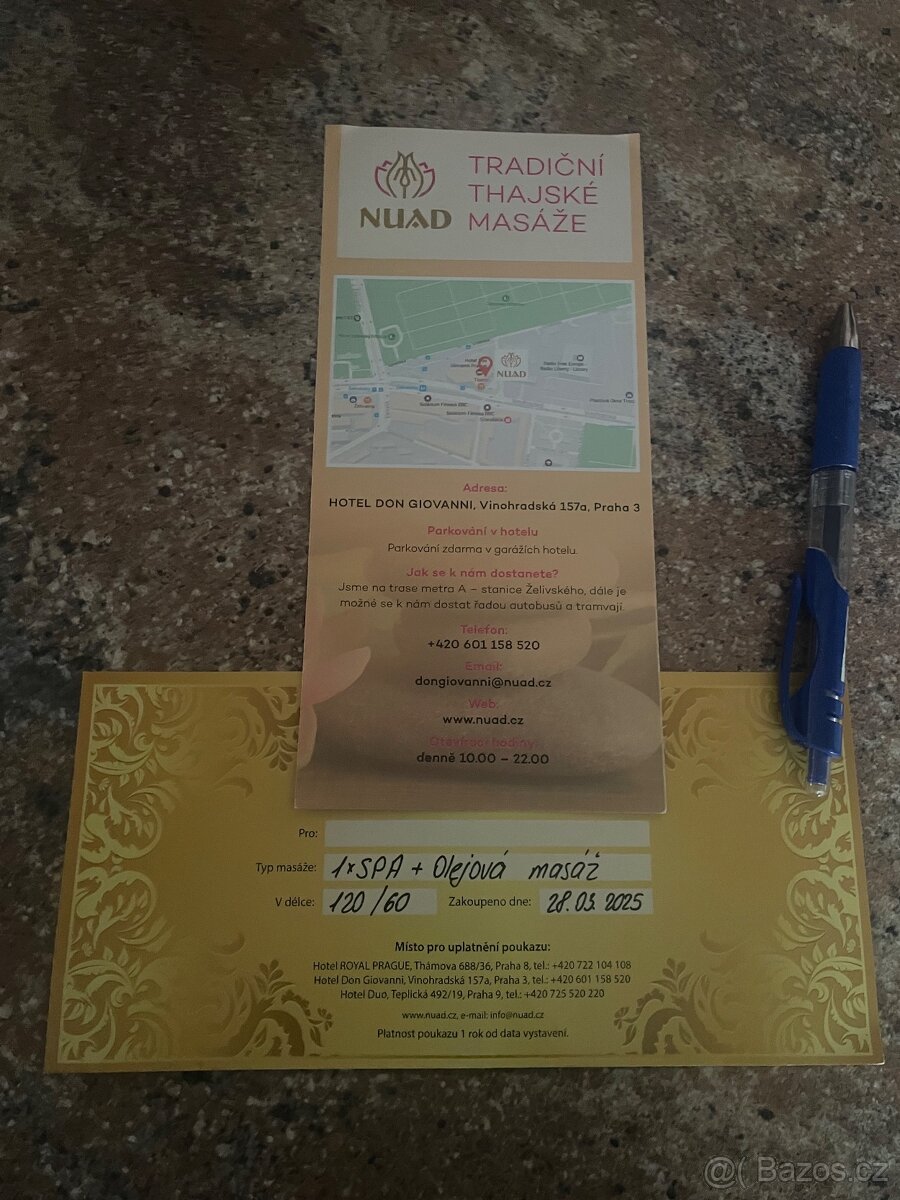 NUAD
TRADIČNÍ
THAJSKÉ
MASÁŽE
NUAD
Adresa:
HOTEL DON GIOVANNI, Vinohradská 157a, Praha 3
Parkování v hotelu
Parkování zdarma v garážích hotelu.
Jak se k nám dostanete?
Jsme na trase metra A – stanice Želivského, dále je
možné se k nám dostat řadou autobusů a tramvají.
Telefon:
+420 601 158 520
Email:
dongiovanni@nuad.cz
Web:
www.nuad.cz
Otevírací hodiny:
denně 10.00 – 22.00
Pro:
Typ masáže: 1x SPA + Olejová masáž
V délce: 120/60 Zakoupeno dne: 28.03.2025
Místo pro uplatnění poukazu:
Hotel ROYAL PRAGUE, Thámova 688/36, Praha 8, tel.: +420 722 104 108
Hotel Don Giovanni, Vinohradská 157a, Praha 3, tel.: +420 601 158 520
Hotel Duo, Teplická 492/19, Praha 9, tel.: +420 725 520 220
www.nuad.cz, e-mail: info@nuad.cz
Platnost poukazu 1 rok od data vystavení.
@( Bazos.cz